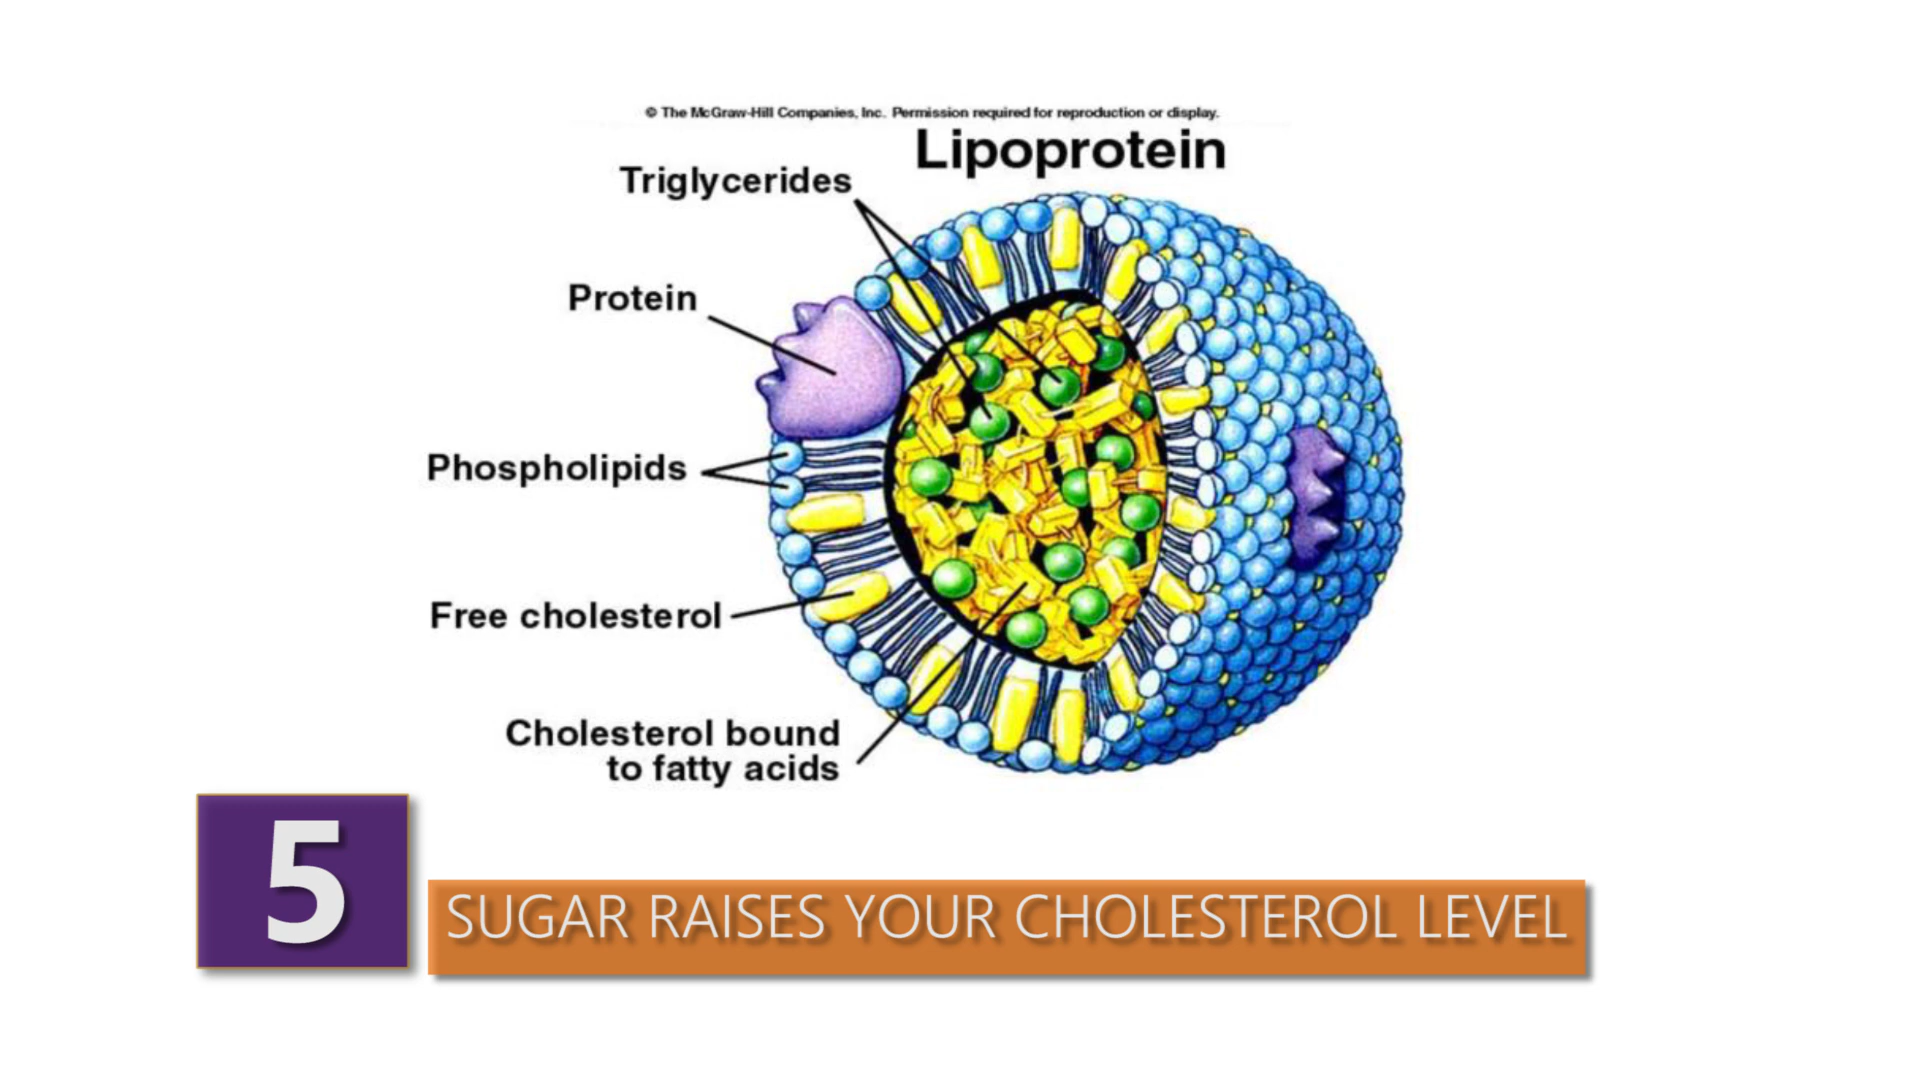 © The McGraw-Hill Companies, Inc. Permission required for reproduction or display.
Lipoprotein
Triglycerides
Protein
Phospholipids
Free cholesterol
Cholesterol bound
to fatty acids
5
SUGAR RAISES YOUR CHOLESTEROL LEVEL